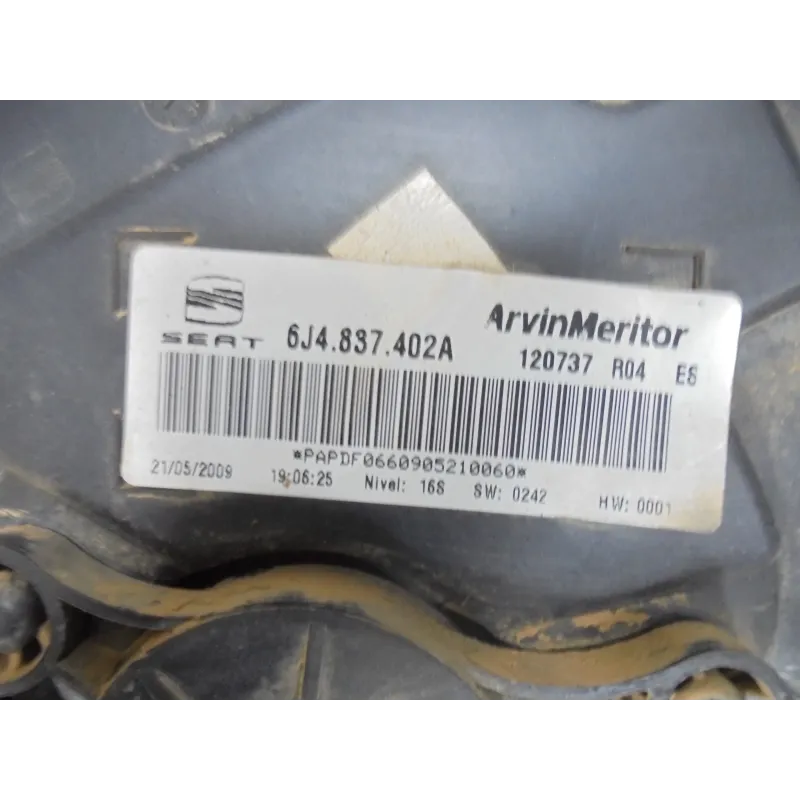 SEAT 6J4.837.402A
ArvinMeritor
120737 R04 ES
*PAPDF0660905210060*
21/05/2009 19:06:25 Nivel: 16S SW: 0242 HW: 0001